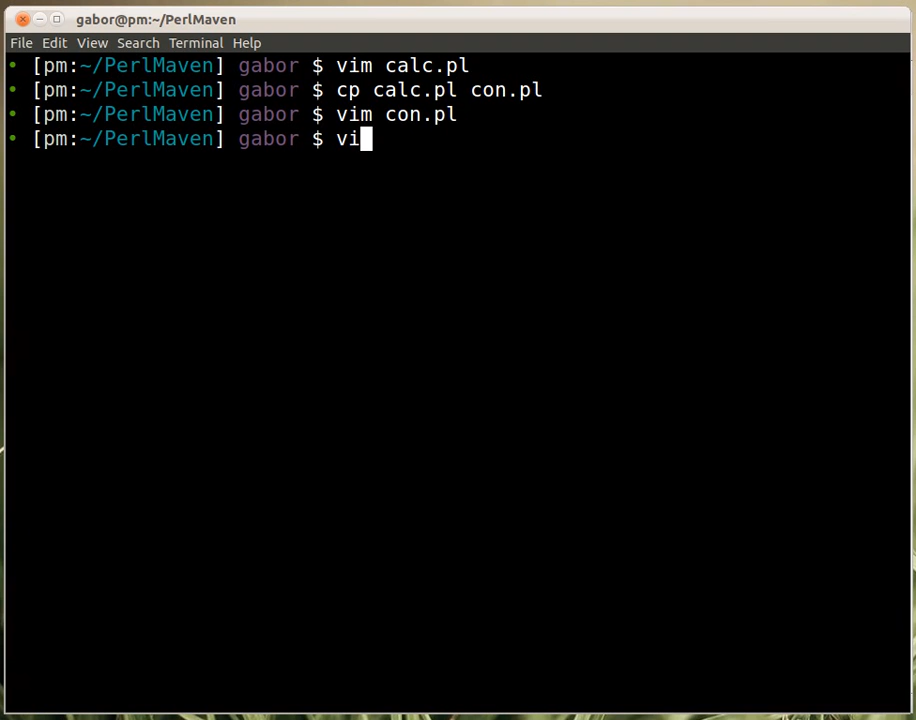 gabor@pm:~/PerlMaven
File Edit View Search Terminal Help
[pm:~/PerlMaven] gabor $ vim calc.pl
[pm:~/PerlMaven] gabor $ cp calc.pl con.pl
[pm:~/PerlMaven] gabor $ vim con.pl
[pm:~/PerlMaven] gabor $ vi